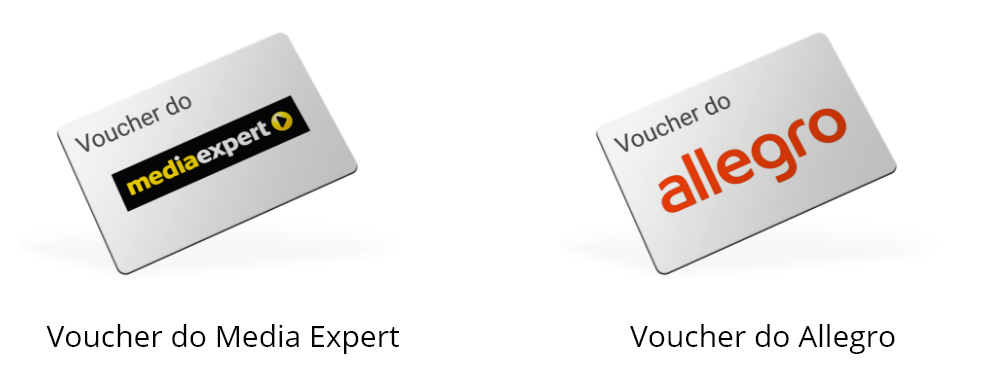 Voucher do
mediaexpert
Voucher do
allegro
Voucher do Media Expert
Voucher do Allegro